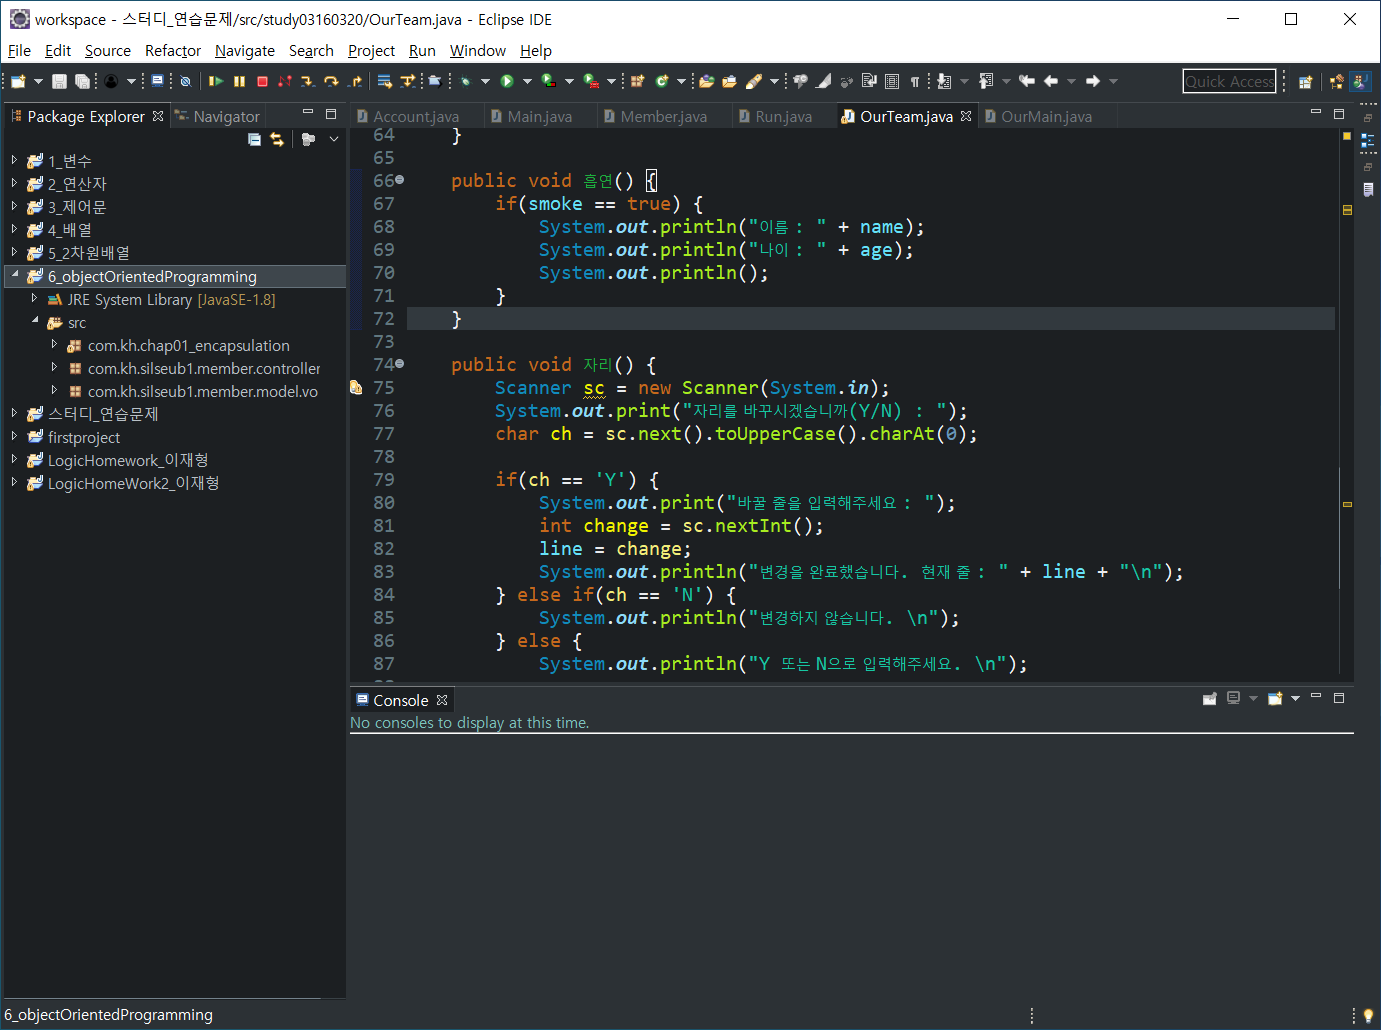 workspace - 스터디_연습문제/src/study03160320/OurTeam.java - Eclipse IDE
File Edit Source Refactor Navigate Search Project Run Window Help
Quick Access
Package Explorer Navigator
Account.java Main.java Member.java Run.java OurTeam.java OurMain.java
1_변수
2_연산자
3_제어문
4_배열
5_2차원배열
6_objectOrientedProgramming
JRE System Library [JavaSE-1.8]
src
com.kh.chap01_encapsulation
com.kh.silseub1.member.controller
com.kh.silseub1.member.model.vo
스터디_연습문제
firstproject
LogicHomework_이재형
LogicHomeWork2_이재형
64 }
65
66 public void 흡연() {
67 if(smoke == true) {
68 System.out.println("이름 : " + name);
69 System.out.println("나이 : " + age);
70 System.out.println();
71 }
72 }
73
74 public void 자리() {
75 Scanner sc = new Scanner(System.in);
76 System.out.print("자리를 바꾸시겠습니까(Y/N) : ");
77 char ch = sc.next().toUpperCase().charAt(0);
78
79 if(ch == 'Y') {
80 System.out.print("바꿀 줄을 입력해주세요 : ");
81 int change = sc.nextInt();
82 line = change;
83 System.out.println("변경을 완료했습니다. 현재 줄 : " + line + "\n");
84 } else if(ch == 'N') {
85 System.out.println("변경하지 않습니다. \n");
86 } else {
87 System.out.println("Y 또는 N으로 입력해주세요. \n");
Console
No consoles to display at this time.
6_objectOrientedProgramming